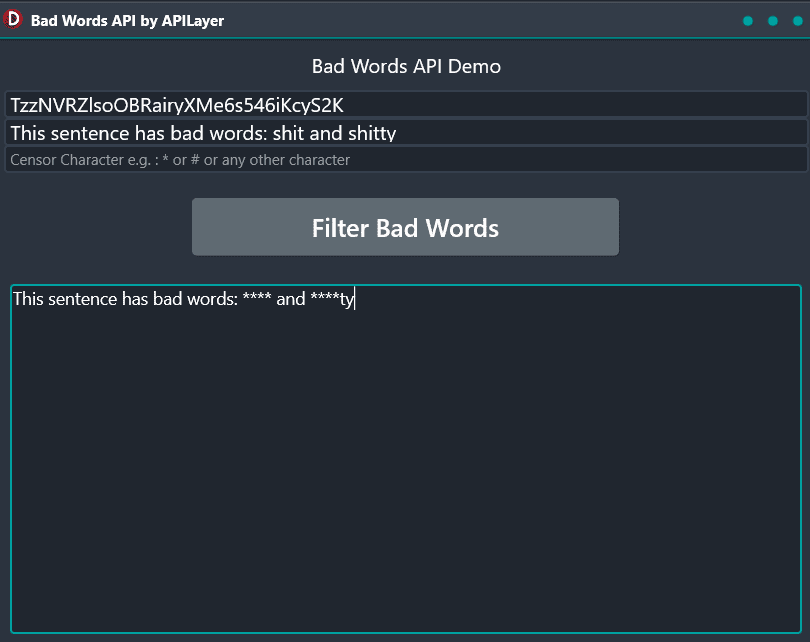 D Bad Words API by APILayer
Bad Words API Demo
TzzNVRZlsoOBRairyXMe6s546iKcyS2K
This sentence has bad words: shit and shitty
Censor Character e.g. : * or # or any other character
Filter Bad Words
This sentence has bad words: **** and ****ty